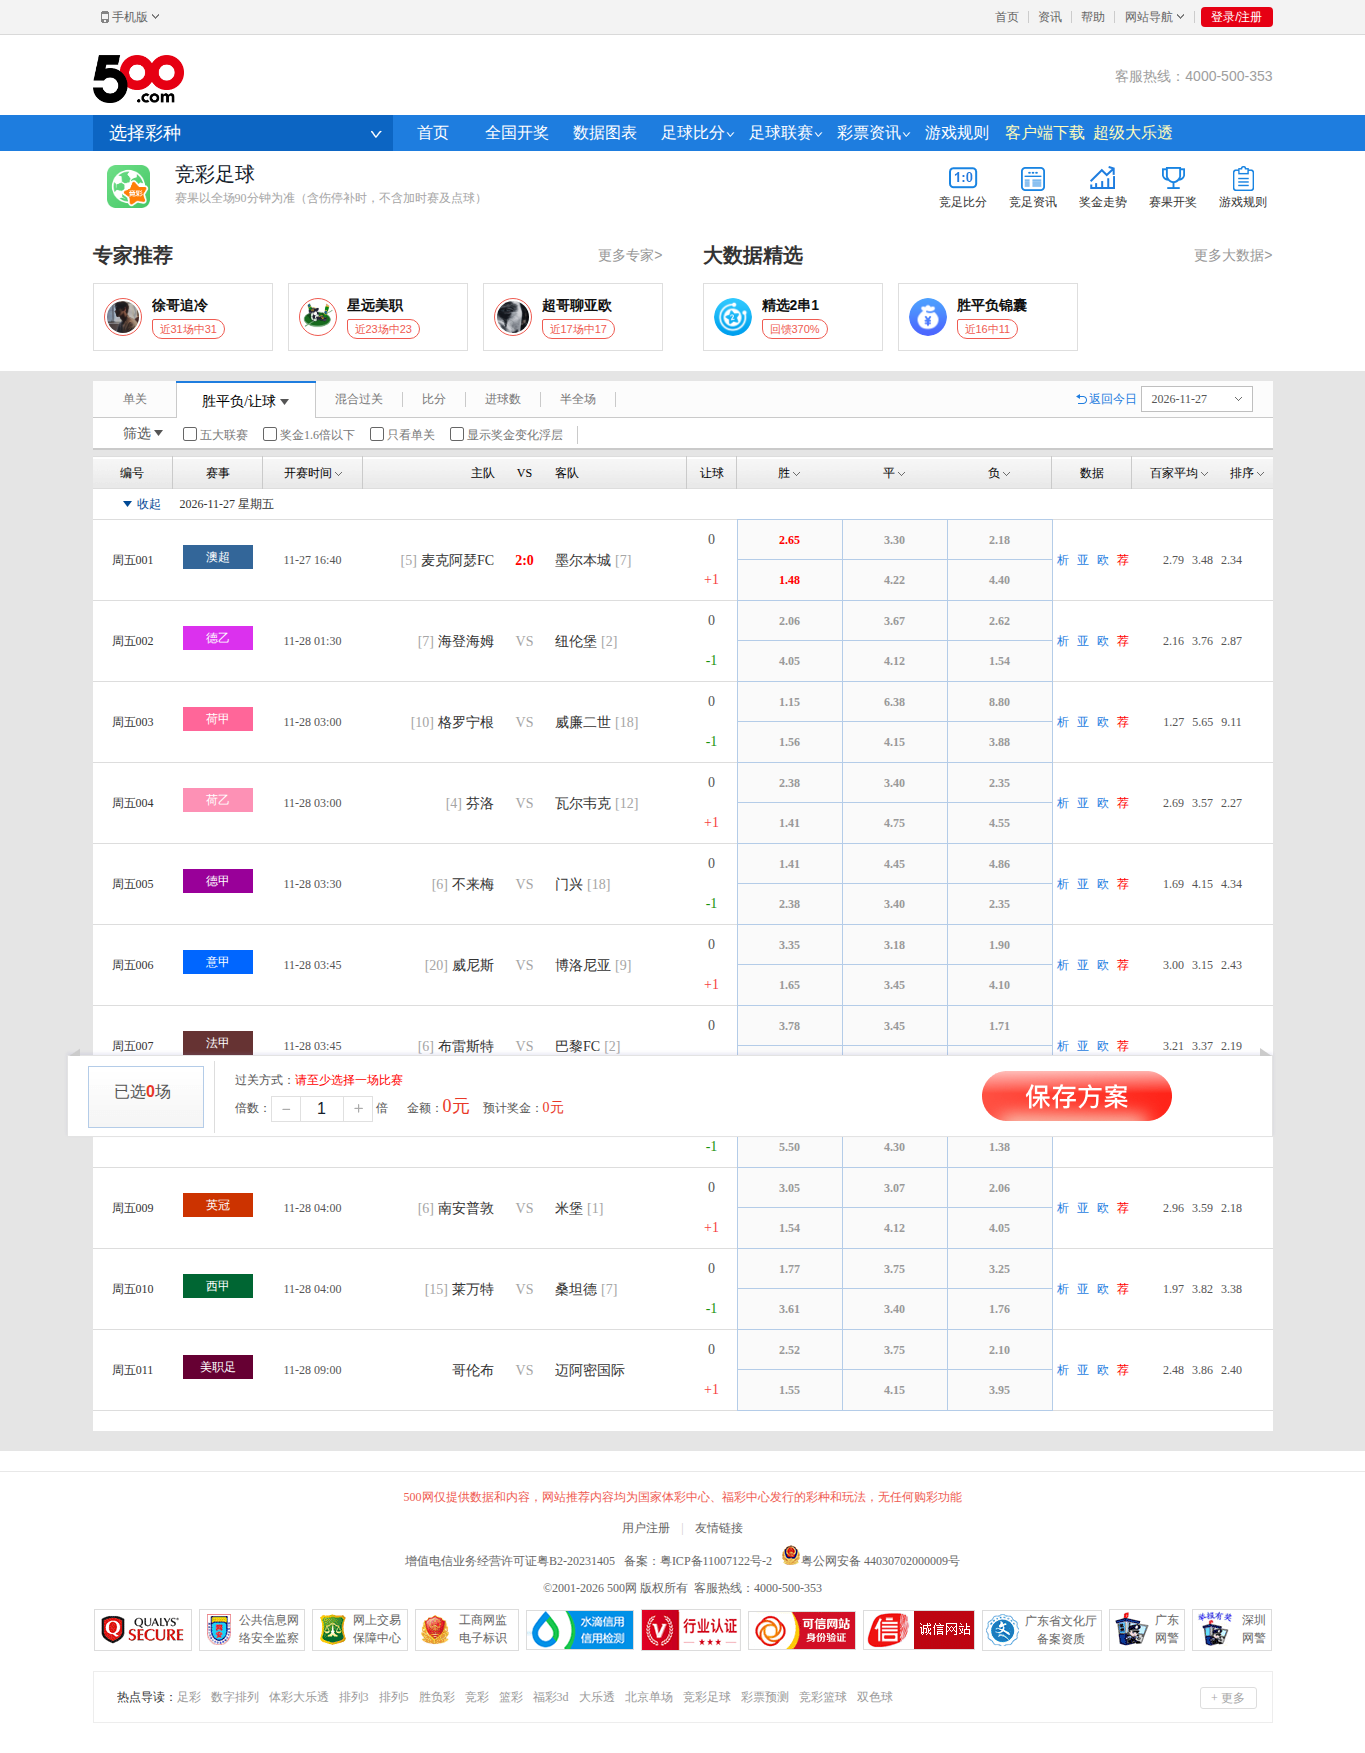 手机版
首页 资讯 帮助 网站导航 登录/注册
500.com
客服热线：4000-500-353
选择彩种 首页 全国开奖 数据图表 足球比分 足球联赛 彩票资讯 游戏规则 客户端下载 超级大乐透
竞彩足球
赛果以全场90分钟为准（含伤停补时，不含加时赛及点球）
1:0
竞足比分 竞足资讯 奖金走势 赛果开奖 游戏规则
专家推荐 更多专家>
大数据精选 更多大数据>
徐哥追冷
近31场中31
星远美职
近23场中23
超哥聊亚欧
近17场中17
精选2串1
回馈370%
胜平负锦囊
近16中11
单关 胜平负/让球 混合过关 比分 进球数 半全场 返回今日 2026-11-27
筛选 五大联赛 奖金1.6倍以下 只看单关 显示奖金变化浮层
编号 赛事 开赛时间 主队 VS 客队 让球 胜 平 负 数据 百家平均 排序
收起 2026-11-27 星期五
0 2.65 3.30 2.18
周五001 澳超 11-27 16:40 [5] 麦克阿瑟FC 2:0 墨尔本城 [7] 析 亚 欧 荐 2.79 3.48 2.34
+1 1.48 4.22 4.40
0 2.06 3.67 2.62
周五002 德乙 11-28 01:30 [7] 海登海姆 VS 纽伦堡 [2] 析 亚 欧 荐 2.16 3.76 2.87
-1 4.05 4.12 1.54
0 1.15 6.38 8.80
周五003 荷甲 11-28 03:00 [10] 格罗宁根 VS 威廉二世 [18] 析 亚 欧 荐 1.27 5.65 9.11
-1 1.56 4.15 3.88
0 2.38 3.40 2.35
周五004 荷乙 11-28 03:00 [4] 芬洛 VS 瓦尔韦克 [12] 析 亚 欧 荐 2.69 3.57 2.27
+1 1.41 4.75 4.55
0 1.41 4.45 4.86
周五005 德甲 11-28 03:30 [6] 不来梅 VS 门兴 [18] 析 亚 欧 荐 1.69 4.15 4.34
-1 2.38 3.40 2.35
0 3.35 3.18 1.90
周五006 意甲 11-28 03:45 [20] 威尼斯 VS 博洛尼亚 [9] 析 亚 欧 荐 3.00 3.15 2.43
+1 1.65 3.45 4.10
0 3.78 3.45 1.71
周五007 法甲 11-28 03:45 [6] 布雷斯特 VS 巴黎FC [2] 析 亚 欧 荐 3.21 3.37 2.19
已选0场
过关方式：请至少选择一场比赛
倍数： － 1 ＋ 倍 金额：0元 预计奖金：0元
保存方案
-1 5.50 4.30 1.38
0 3.05 3.07 2.06
周五009 英冠 11-28 04:00 [6] 南安普敦 VS 米堡 [1] 析 亚 欧 荐 2.96 3.59 2.18
+1 1.54 4.12 4.05
0 1.77 3.75 3.25
周五010 西甲 11-28 04:00 [15] 莱万特 VS 桑坦德 [7] 析 亚 欧 荐 1.97 3.82 3.38
-1 3.61 3.40 1.76
0 2.52 3.75 2.10
周五011 美职足 11-28 09:00 哥伦布 VS 迈阿密国际 析 亚 欧 荐 2.48 3.86 2.40
+1 1.55 4.15 3.95
500网仅提供数据和内容，网站推荐内容均为国家体彩中心、福彩中心发行的彩种和玩法，无任何购彩功能
用户注册 | 友情链接
增值电信业务经营许可证粤B2-20231405 备案：粤ICP备11007122号-2 粤公网安备 44030702000009号
©2001-2026 500网 版权所有 客服热线：4000-500-353
QUALYS SECURE
公共信息网
络安全监察
网上交易
保障中心
工商网监
电子标识
水滴信用
信用检测
行业认证
可信网站
身份验证
诚信网站
广东省文化厅
备案资质
广东
网警
深圳
网警
热点导读：足彩 数字排列 体彩大乐透 排列3 排列5 胜负彩 竞彩 篮彩 福彩3d 大乐透 北京单场 竞彩足球 彩票预测 竞彩篮球 双色球
+ 更多